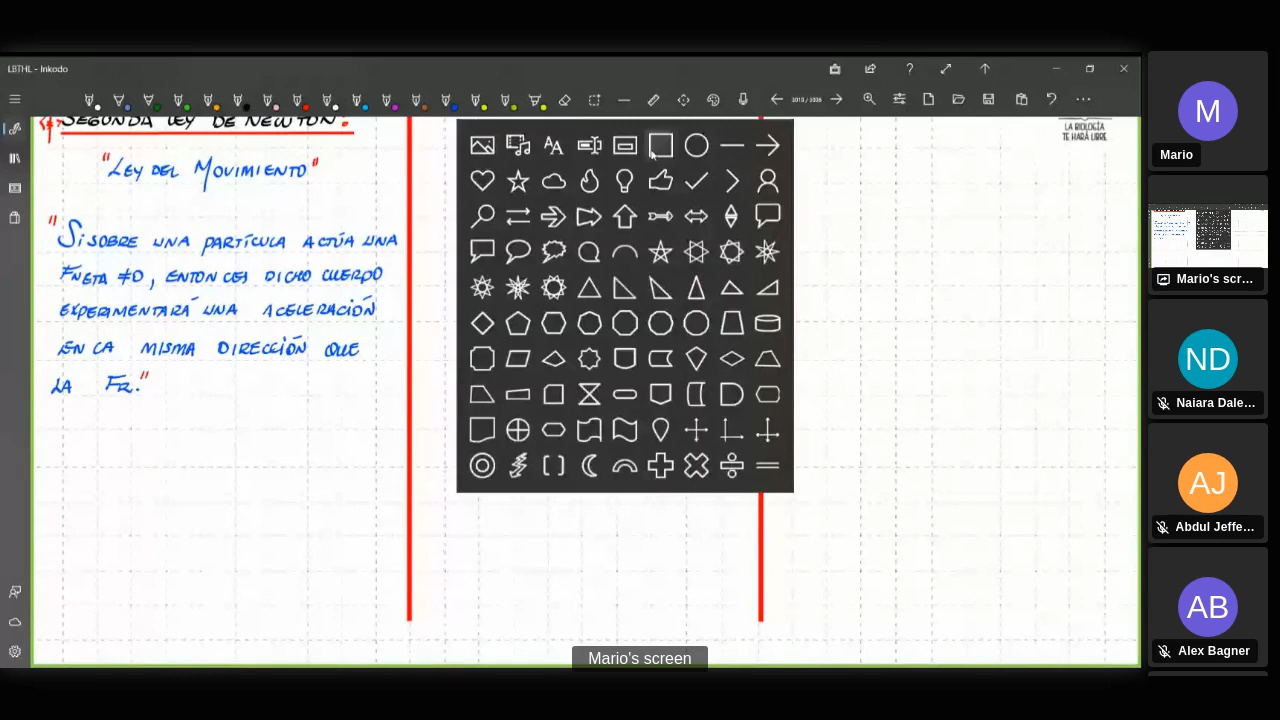 LBTHL - Inkodo
SEGUNDA LEY DE NEWTON:
"LEY DEL MOVIMIENTO"
"SI SOBRE UNA PARTÍCULA ACTÚA UNA
FNETA ≠0, ENTONCES DICHO CUERPO
EXPERIMENTARÁ UNA ACELERACIÓN
EN LA MISMA DIRECCIÓN QUE
LA FR."
LA BIOLOGÍA
TE HARÁ LIBRE
Mario's screen
M
Mario
Mario's scr...
ND
Naiara Dale...
AJ
Abdul Jeffe...
AB
Alex Bagner